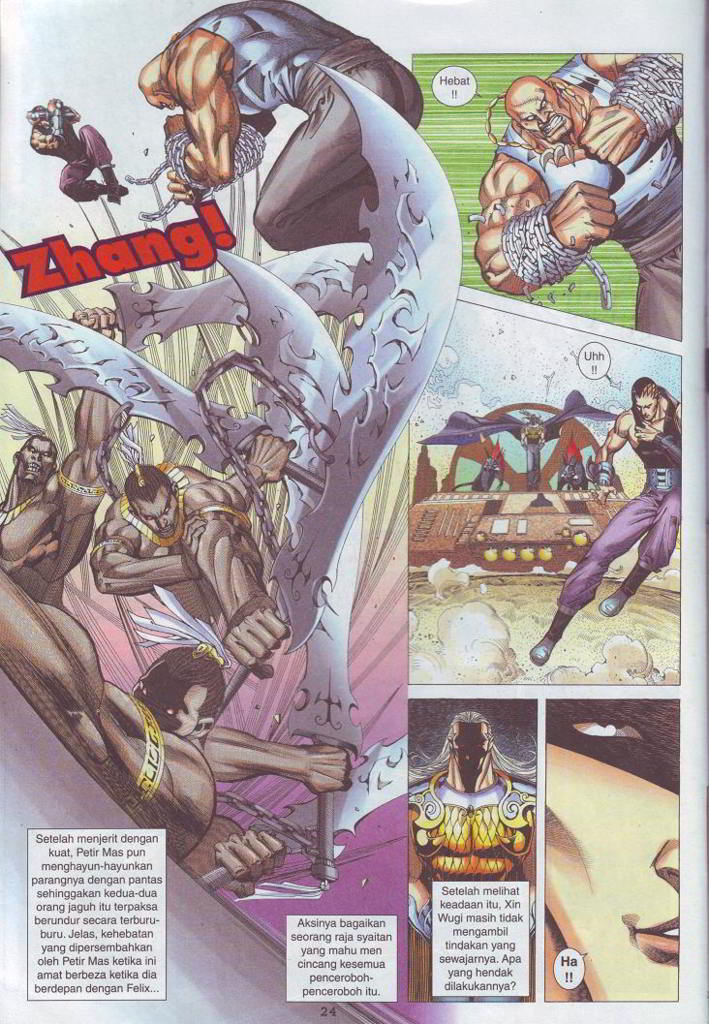 Zhang!
Hebat
!!
Uhh
!!
Setelah menjerit dengan
kuat, Petir Mas pun
menghayun-hayunkan
parangnya dengan pantas
sehinggakan kedua-dua
orang jaguh itu terpaksa
berundur secara terburu-
buru. Jelas, kehebatan
yang dipersembahkan
oleh Petir Mas ketika ini
amat berbeza ketika dia
berdepan dengan Felix...
Aksinya bagaikan
seorang raja syaitan
yang mahu men
cincang kesemua
penceroboh-
penceroboh itu.
Setelah melihat
keadaan itu, Xin
Wugi masih tidak
mengambil
tindakan yang
sewajarnya. Apa
yang hendak
dilakukannya?
Ha
!!
24